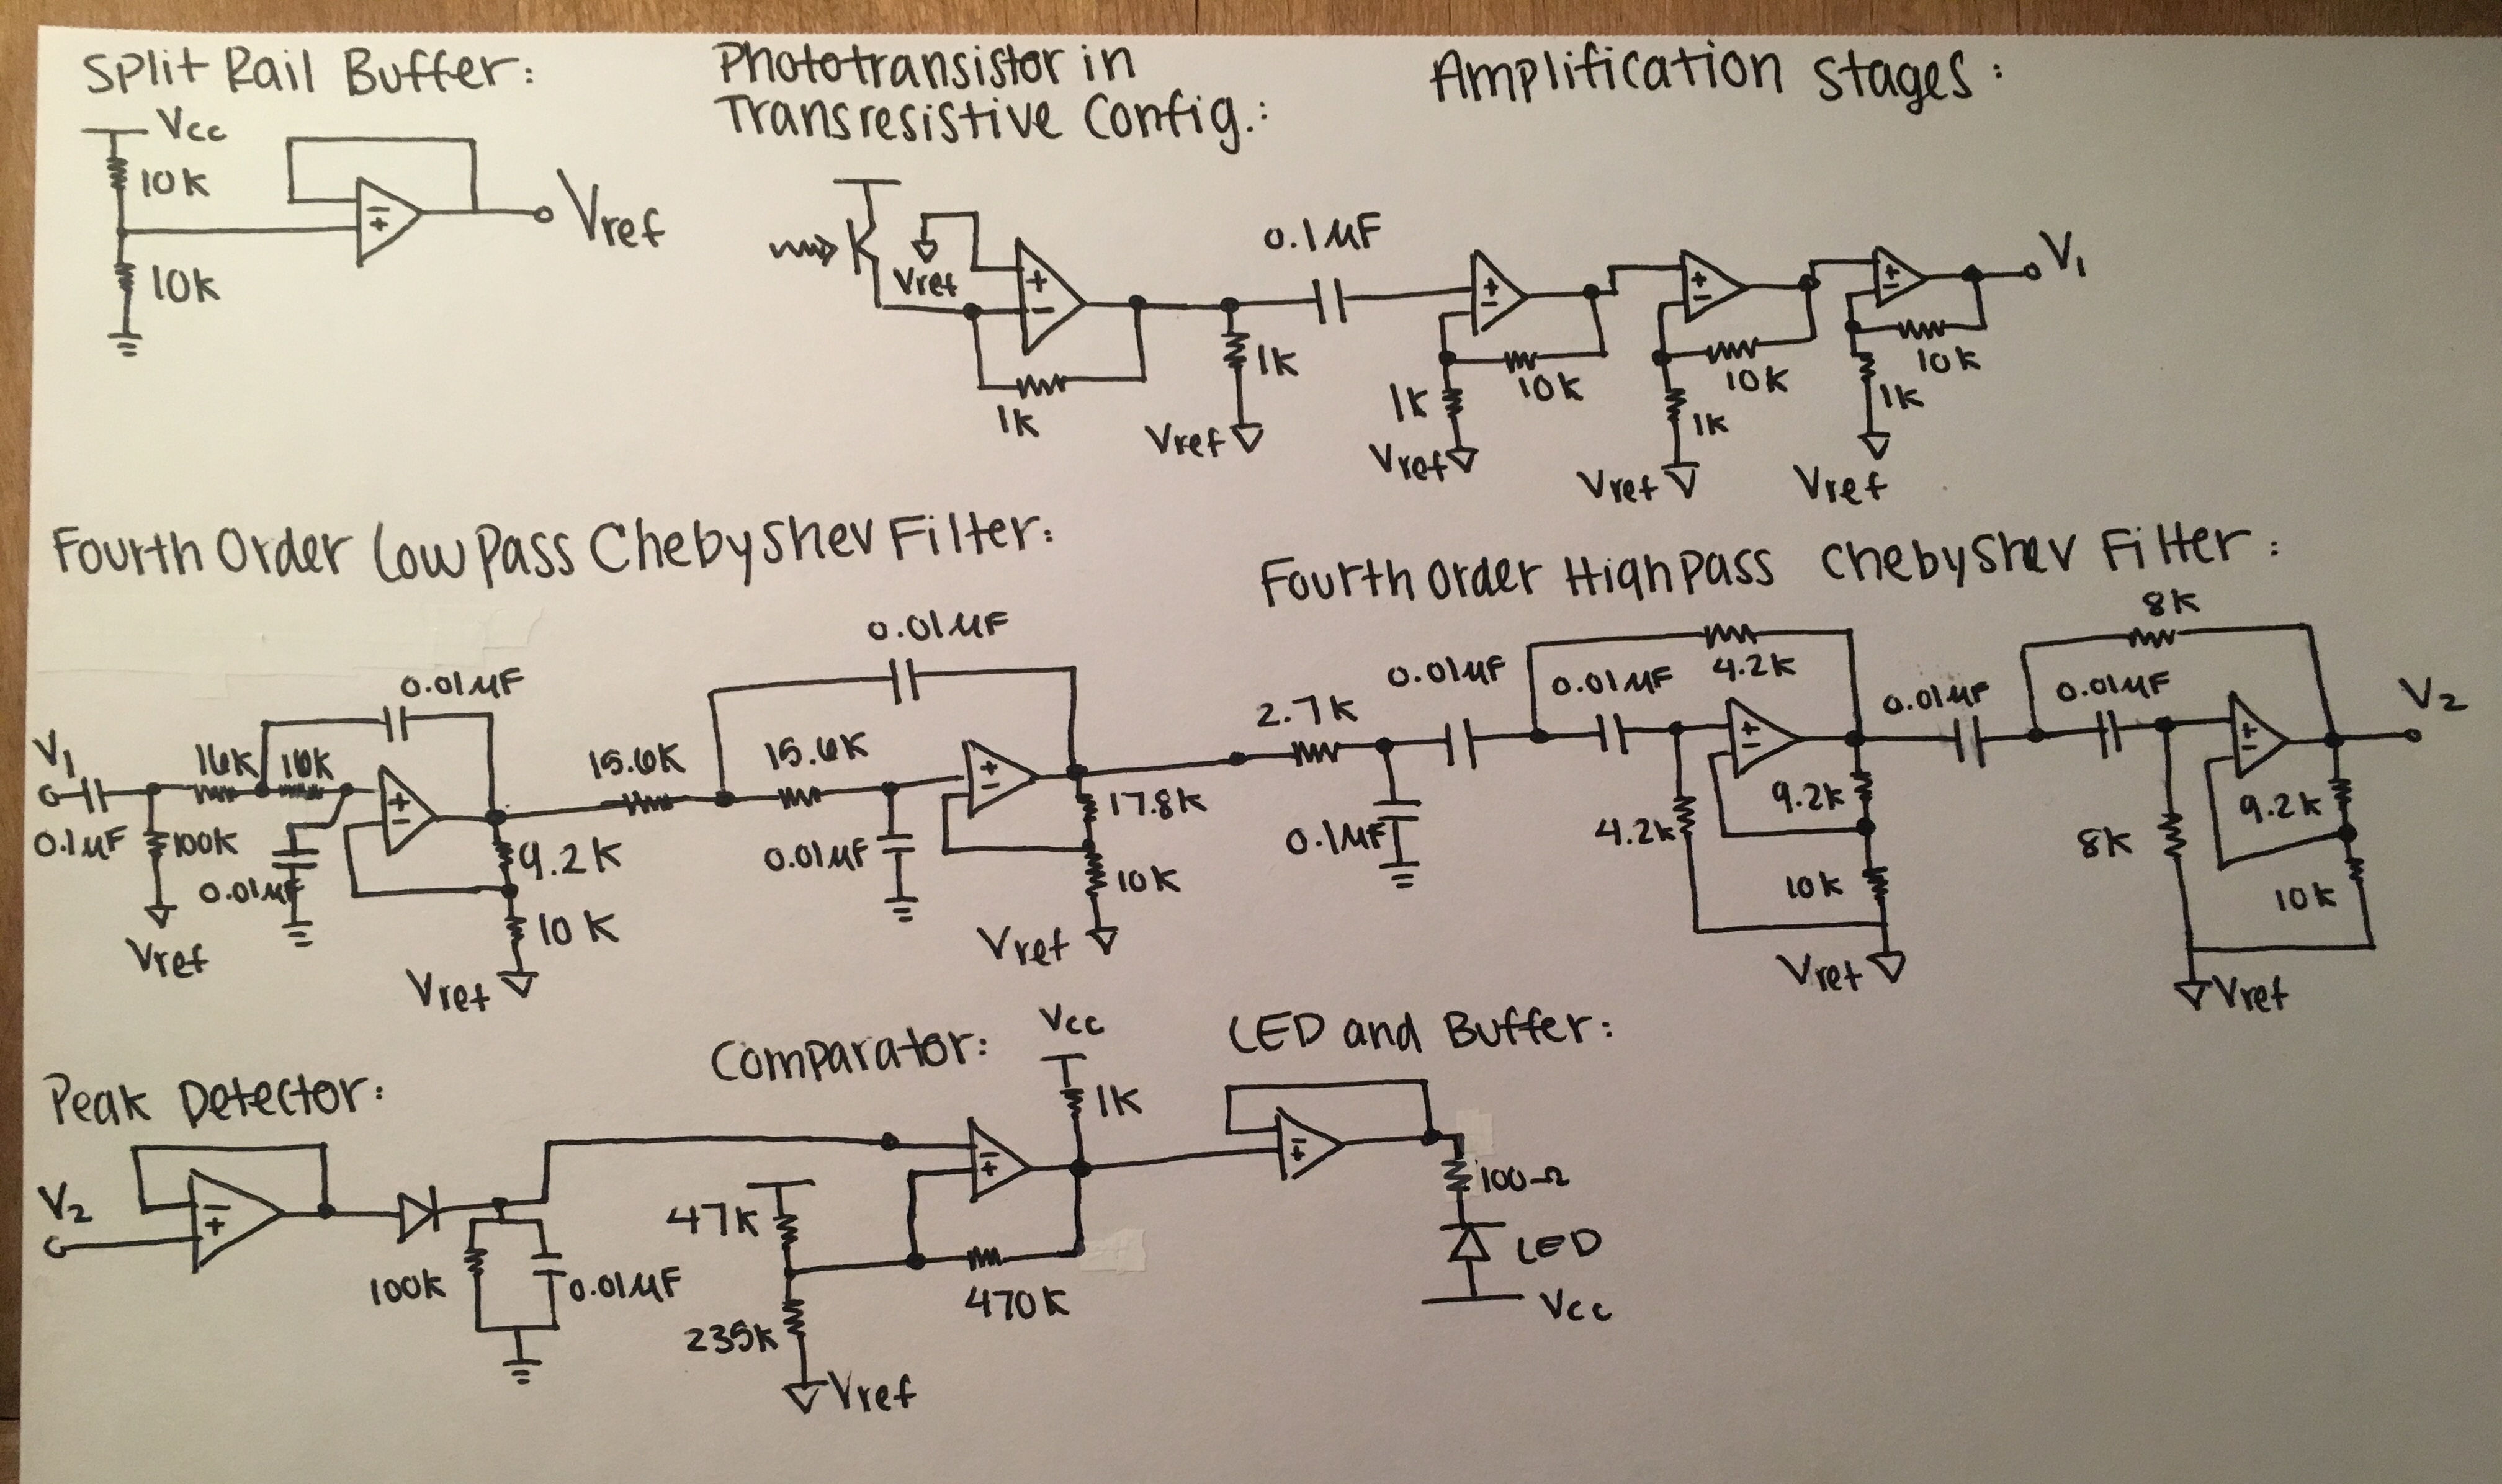 Split Rail Buffer:
Phototransistor in
Transresistive Config.:
Amplification Stages:
Vcc
10K
10K
Vref
Vref
1K
1K
Vref
0.1µF
1K
10K
Vref
10K
1K
Vref
10K
1K
Vref
V1
Fourth Order Low Pass Chebyshev Filter:
Fourth Order High Pass Chebyshev Filter:
V1
0.1µF
100K
Vref
16K
16K
0.01µF
0.01µF
9.2K
10K
Vref
15.6K
15.6K
0.01µF
0.01µF
17.8K
10K
Vref
2.7K
0.1µF
0.01µF
0.01µF
4.2K
4.2K
9.2K
10K
Vref
0.01µF
0.01µF
8K
8K
9.2K
10K
Vref
V2
Peak Detector:
Comparator:
LED and Buffer:
V2
100K
0.01µF
47K
235K
Vref
470K
Vcc
1K
100Ω
LED
Vcc